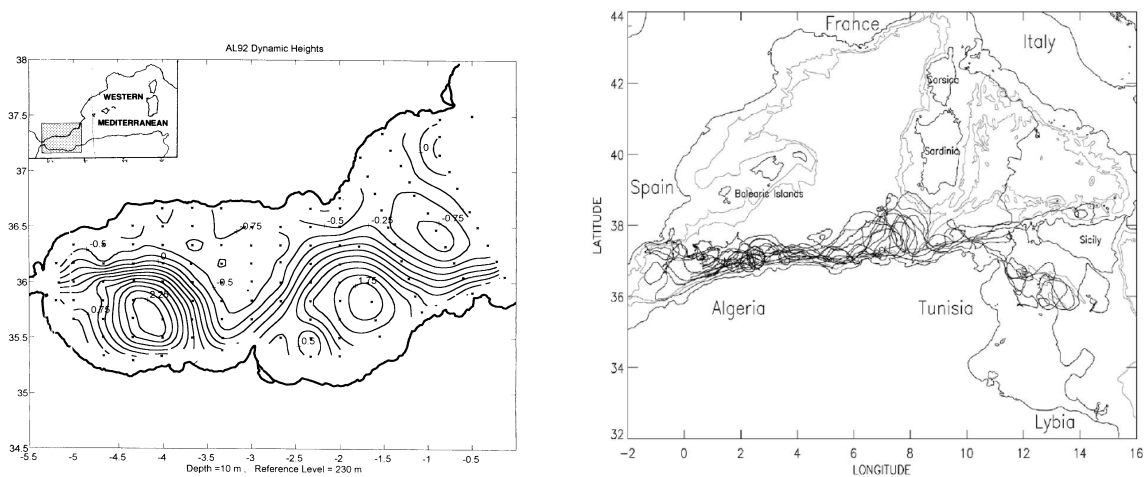 AL92 Dynamic Heights
38
37.5
37
36.5
36
35.5
35
34.5
WESTERN
MEDITERRANEAN
0
-0.75
-0.25
-0.5
-0.75
-0.5
0
-0.5
2.25
0.75
1.75
0.5
-5.5 -5 -4.5 -4 -3.5 -3 -2.5 -2 -1.5 -1 -0.5
Depth =10 m , Reference Level = 230 m
44
42
40
38
36
34
32
LATITUDE
France
Italy
Corsica
Sardinia
Spain
Balearic Islands
Sicily
Algeria
Tunisia
Lybia
-2 0 2 4 6 8 10 12 14 16
LONGITUDE